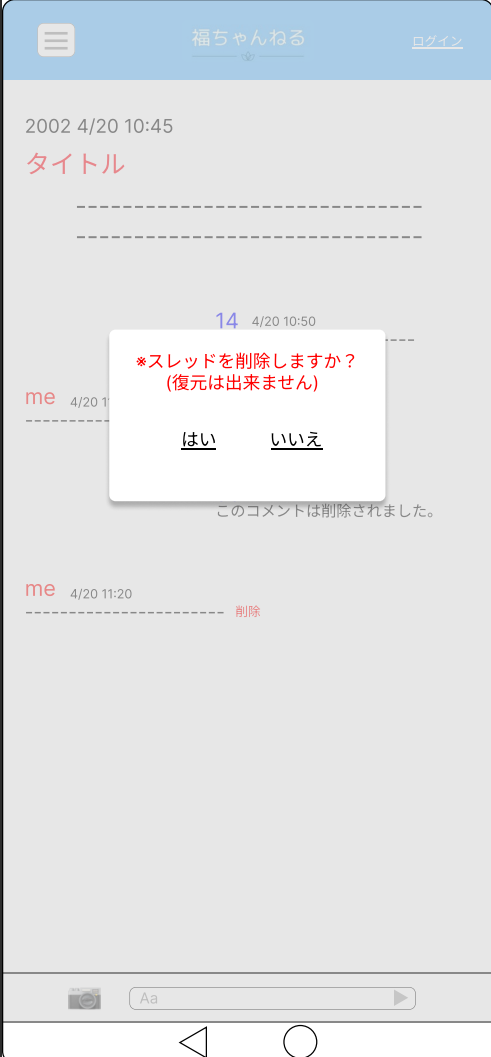 福ちゃんねる
ログイン
2002 4/20 10:45
タイトル
14 4/20 10:50
※スレッドを削除しますか？
(復元は出来ません)
me 4/20 1
はい いいえ
このコメントは削除されました。
me 4/20 11:20
削除
Aa